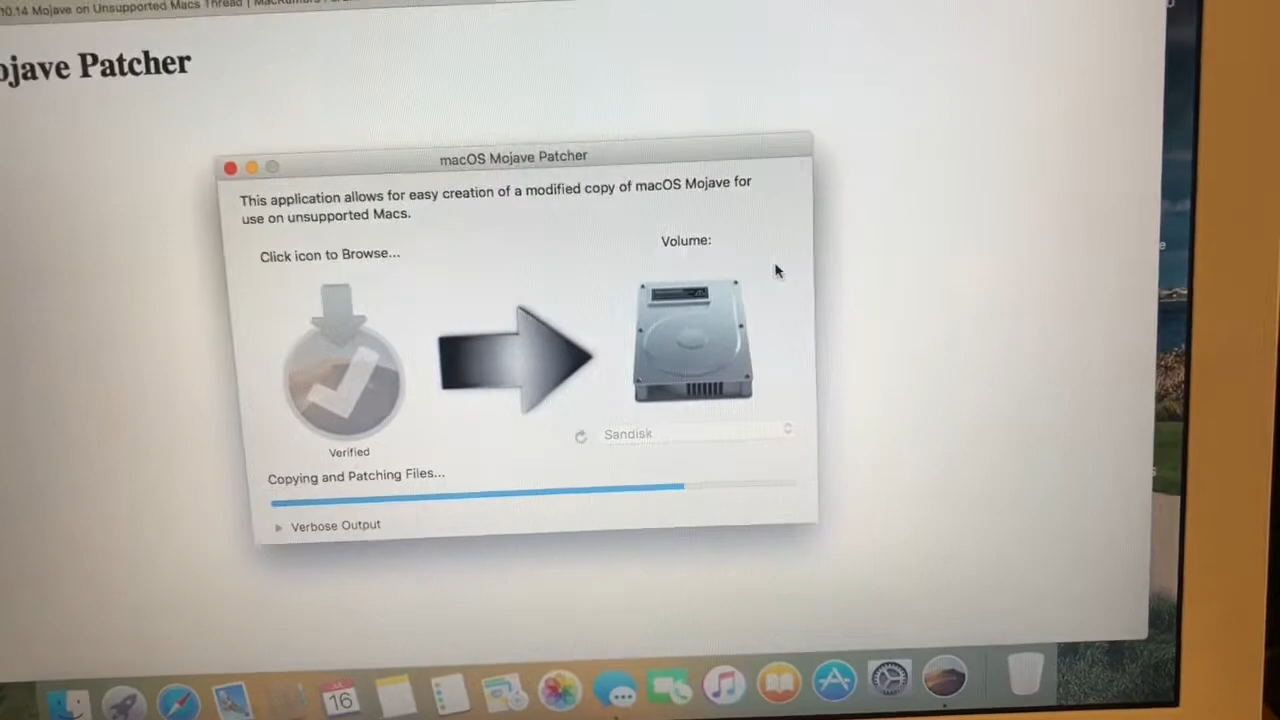 10.14 Mojave on Unsupported Macs Thread |
ojave Patcher
macOS Mojave Patcher
This application allows for easy creation of a modified copy of macOS Mojave for
use on unsupported Macs.
Click icon to Browse...
Volume:
Verified
Sandisk
Copying and Patching Files...
Verbose Output
16